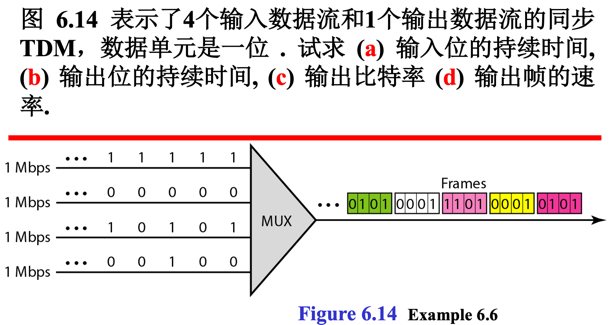 图 6.14 表示了4个输入数据流和1个输出数据流的同步
TDM，数据单元是一位 . 试求 (a) 输入位的持续时间,
(b) 输出位的持续时间, (c) 输出比特率 (d) 输出帧的速
率.
1 Mbps ••• 1 1 1 1 1
1 Mbps ••• 0 0 0 0 0
1 Mbps ••• 1 0 1 0 1
1 Mbps ••• 0 0 1 0 0
MUX
Frames
••• 0101 0001 1101 0001 0101
Figure 6.14 Example 6.6